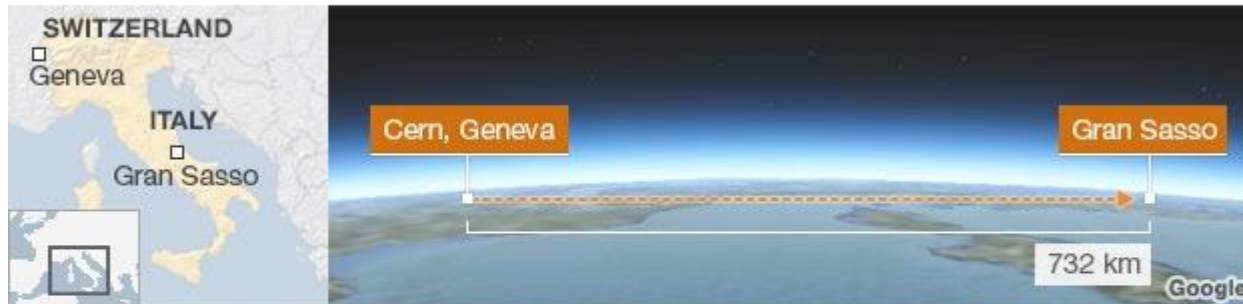 SWITZERLAND
Geneva
ITALY
Gran Sasso
Cern, Geneva
Gran Sasso
732 km
Google